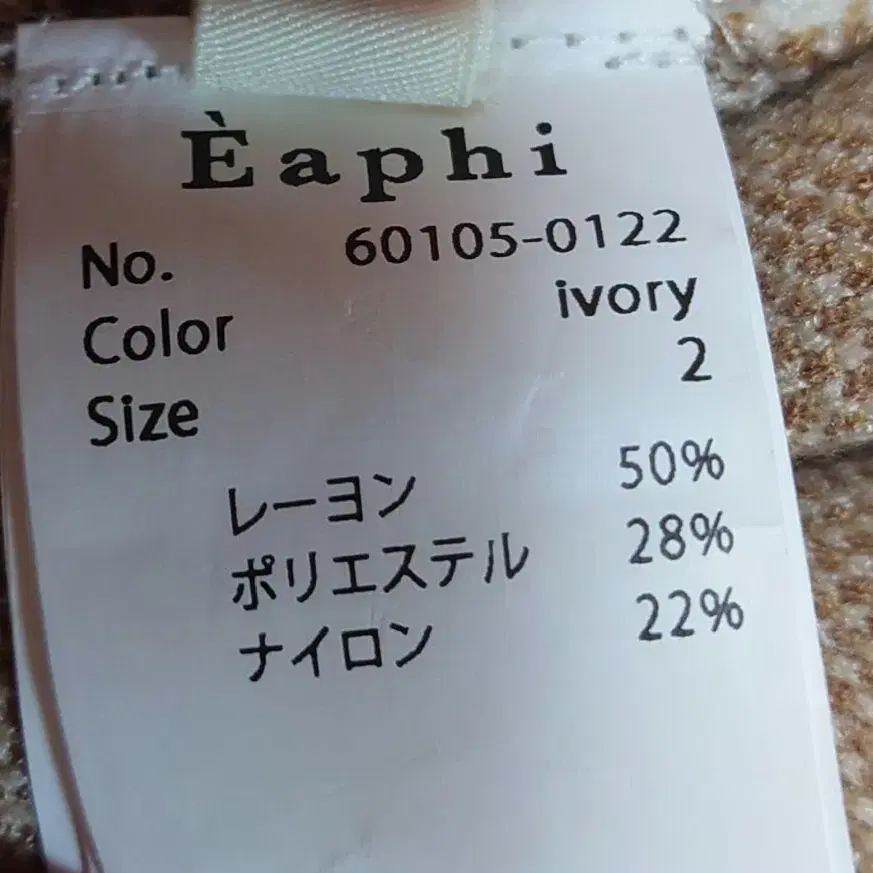 Èaphi
No. 60105-0122
Color ivory
Size 2
レーヨン 50%
ポリエステル 28%
ナイロン 22%